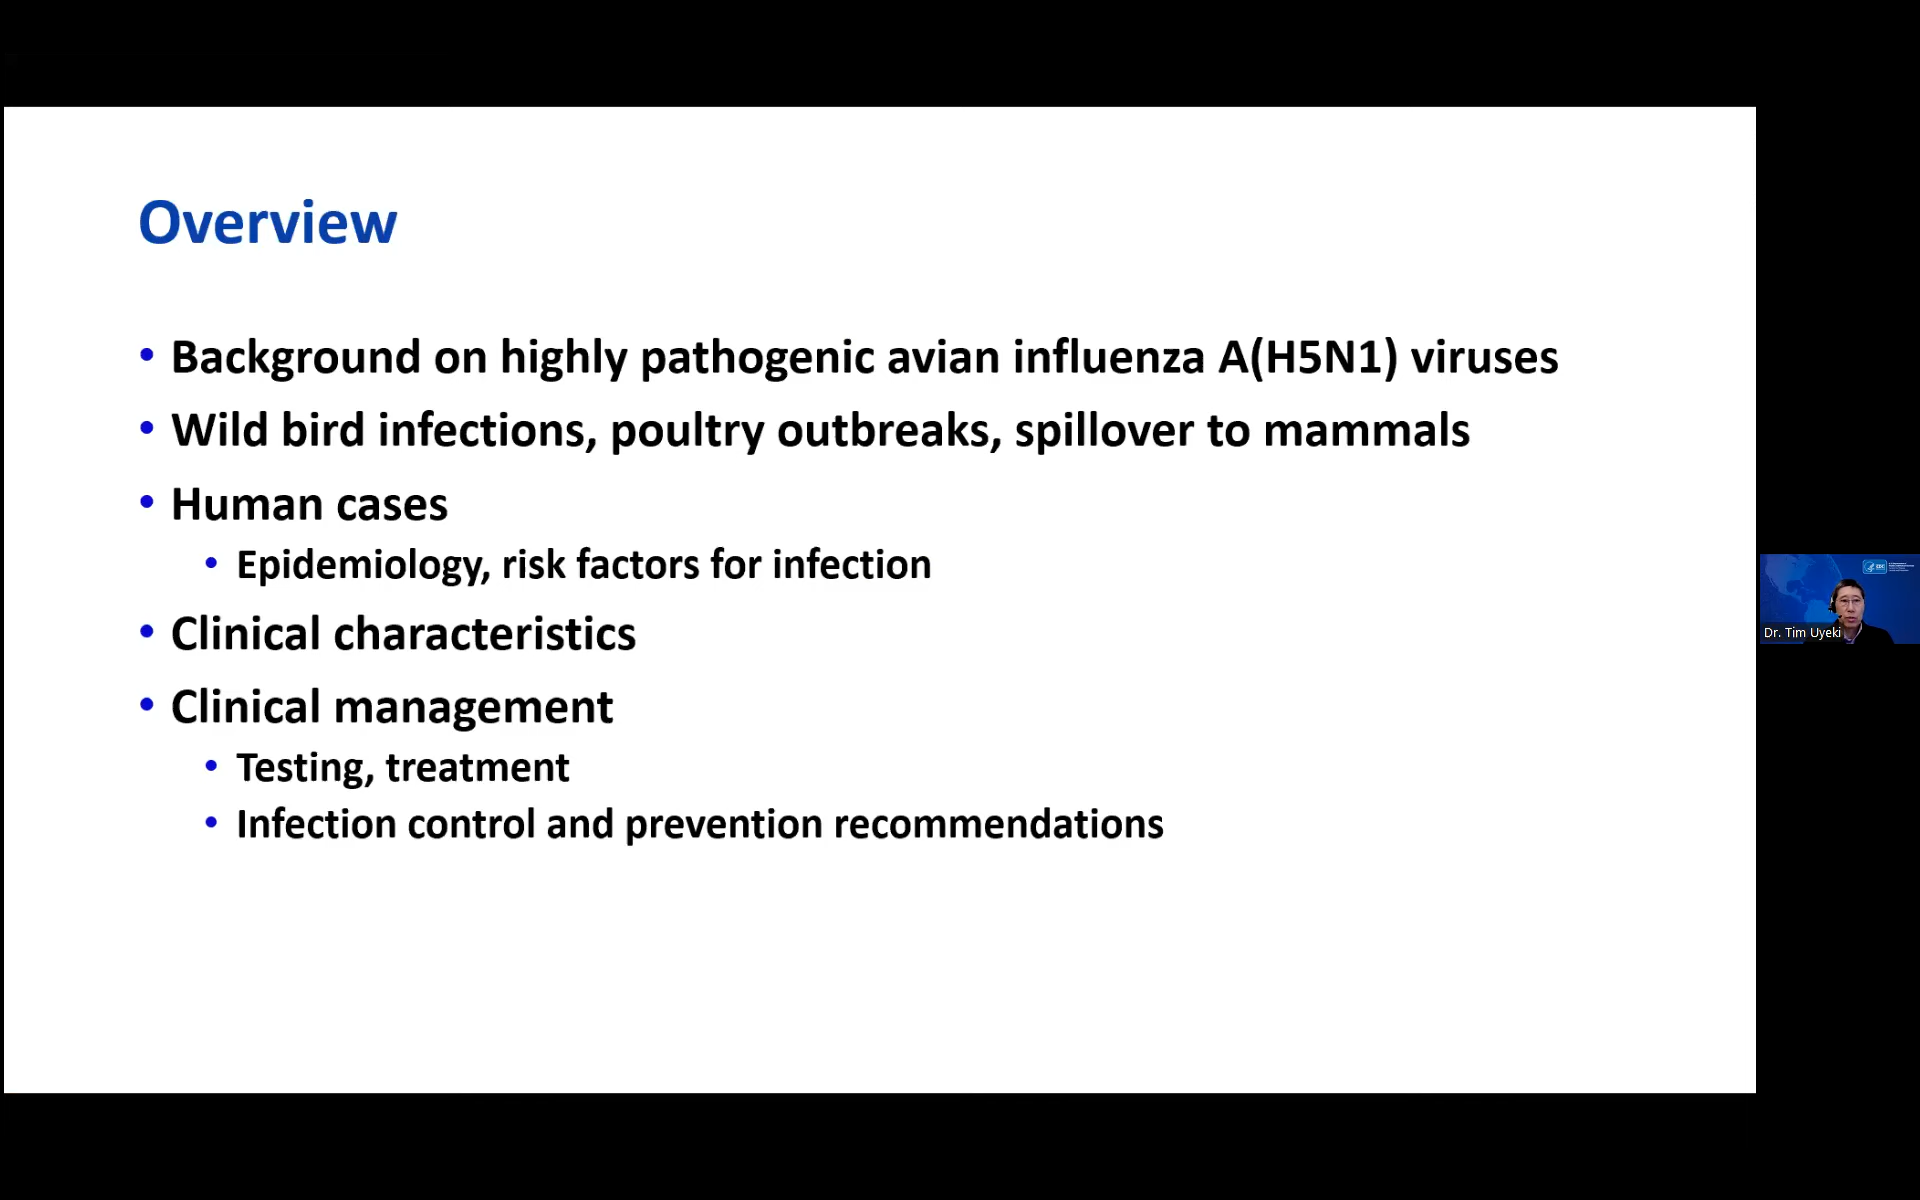 Overview
• Background on highly pathogenic avian influenza A(H5N1) viruses
• Wild bird infections, poultry outbreaks, spillover to mammals
• Human cases
• Epidemiology, risk factors for infection
• Clinical characteristics
• Clinical management
• Testing, treatment
• Infection control and prevention recommendations
CDC
Dr. Tim Uyeki